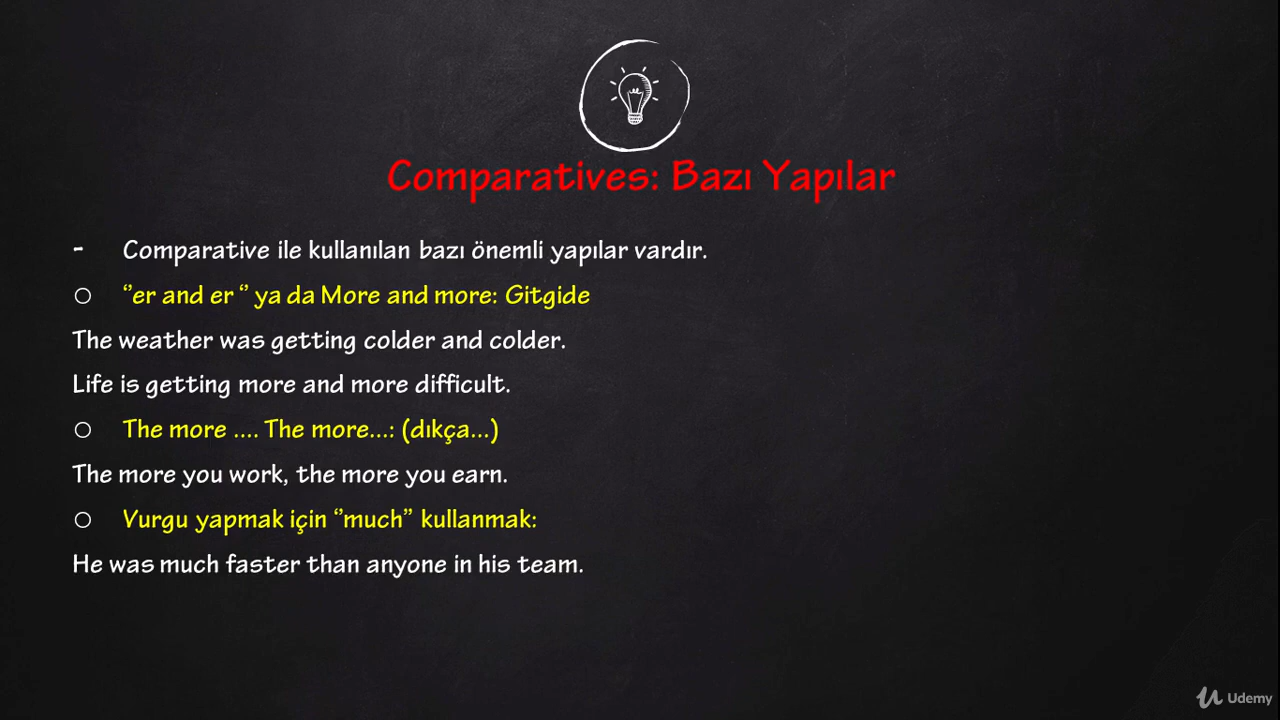 Comparatives: Bazı Yapılar
- Comparative ile kullanılan bazı önemli yapılar vardır.
○ ‘’er and er ‘’ ya da More and more: Gitgide
The weather was getting colder and colder.
Life is getting more and more difficult.
○ The more .... The more...: (dıkça...)
The more you work, the more you earn.
○ Vurgu yapmak için ‘’much’’ kullanmak:
He was much faster than anyone in his team.
Udemy